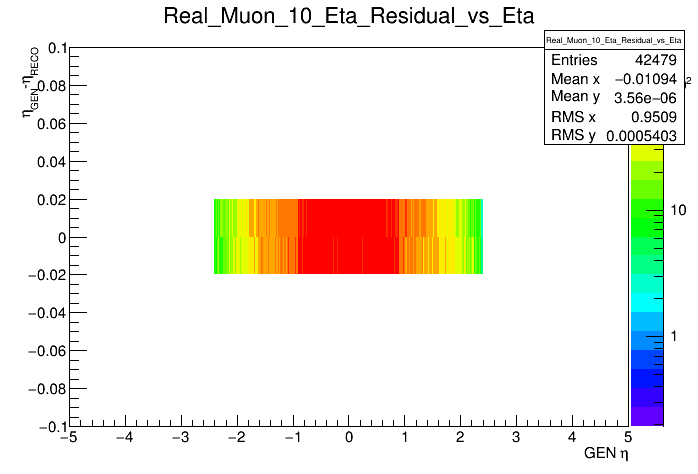 Real_Muon_10_Eta_Residual_vs_Eta
Real_Muon_10_Eta_Residual_vs_Eta
Entries 42479
Mean x −0.01094
Mean y 3.56e−06
RMS x 0.9509
RMS y 0.0005403
η_GEN-η_RECO
0.1
0.08
0.06
0.04
0.02
0
−0.02
−0.04
−0.06
−0.08
−0.1
−5 −4 −3 −2 −1 0 1 2 3 4 5
GEN η
2
10
1